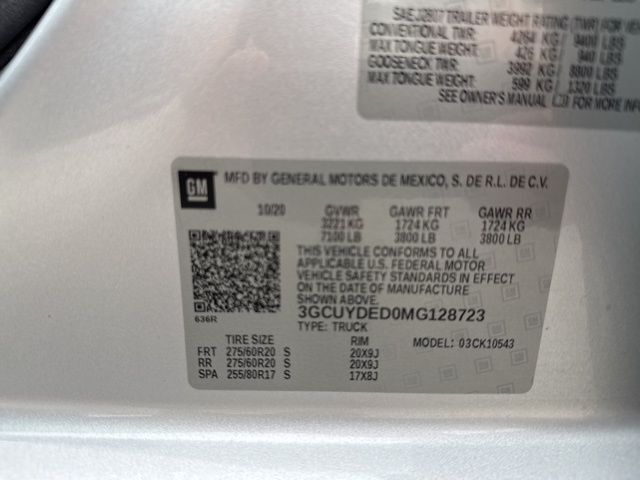 SAE J2807 TRAILER WEIGHT RATING (TWR) FOR
CONVENTIONAL TWR: 4264 KG / 9400 LBS
MAX TONGUE WEIGHT: 426 KG / 940 LBS
GOOSENECK TWR: 3992 KG / 8800 LBS
MAX TONGUE WEIGHT: 599 KG / 1320 LBS
SEE OWNER'S MANUAL FOR MORE
GM MFD BY GENERAL MOTORS DE MEXICO, S. DE R.L. DE C.V.
10/20 GVWR GAWR FRT GAWR RR
3221 KG 1724 KG 1724 KG
7100 LB 3800 LB 3800 LB
THIS VEHICLE CONFORMS TO ALL
APPLICABLE U.S. FEDERAL MOTOR
VEHICLE SAFETY STANDARDS IN EFFECT
ON THE DATE OF MANUFACTURE
SHOWN ABOVE.
636R 3GCUYDED0MG128723
TYPE: TRUCK
TIRE SIZE RIM MODEL: 03CK10543
FRT 275/60R20 S 20X9J
RR 275/60R20 S 20X9J
SPA 255/80R17 S 17X8J